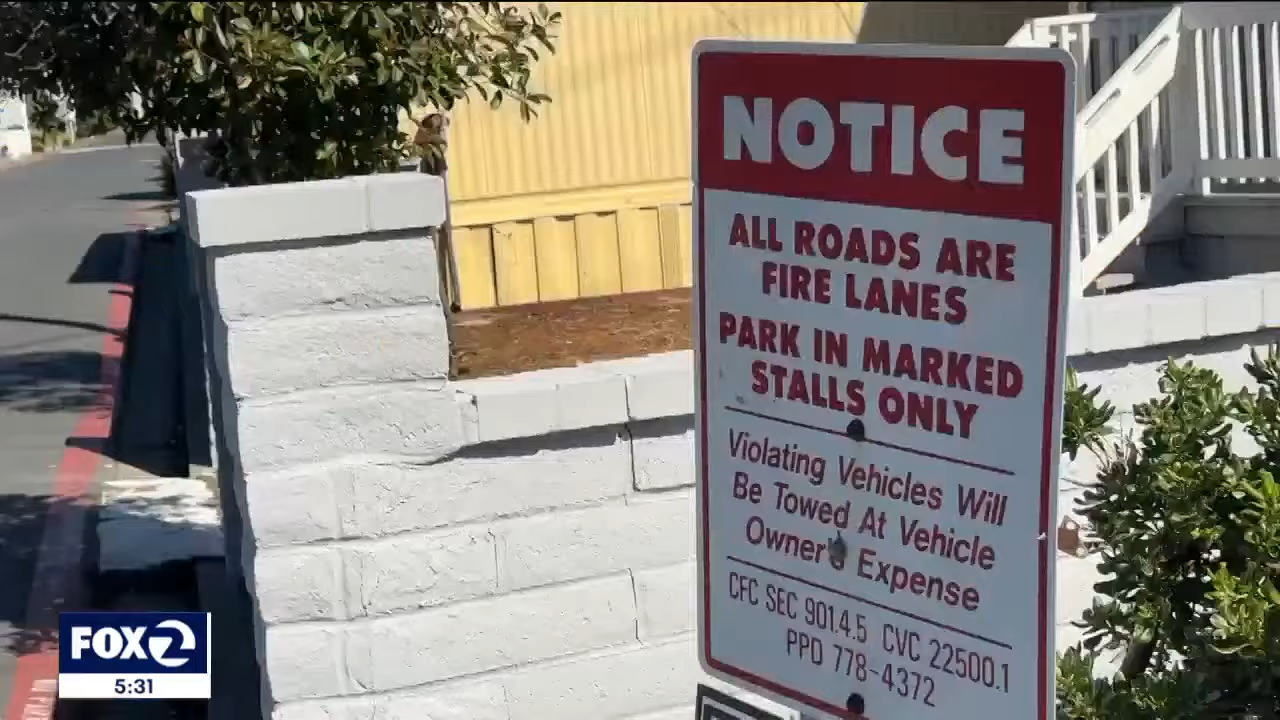 NOTICE
ALL ROADS ARE
FIRE LANES
PARK IN MARKED
STALLS ONLY
Violating Vehicles Will
Be Towed At Vehicle
Owner's Expense
CFC SEC 901.4.5 CVC 22500.1
PPD 778-4372
FOX 2
5:31